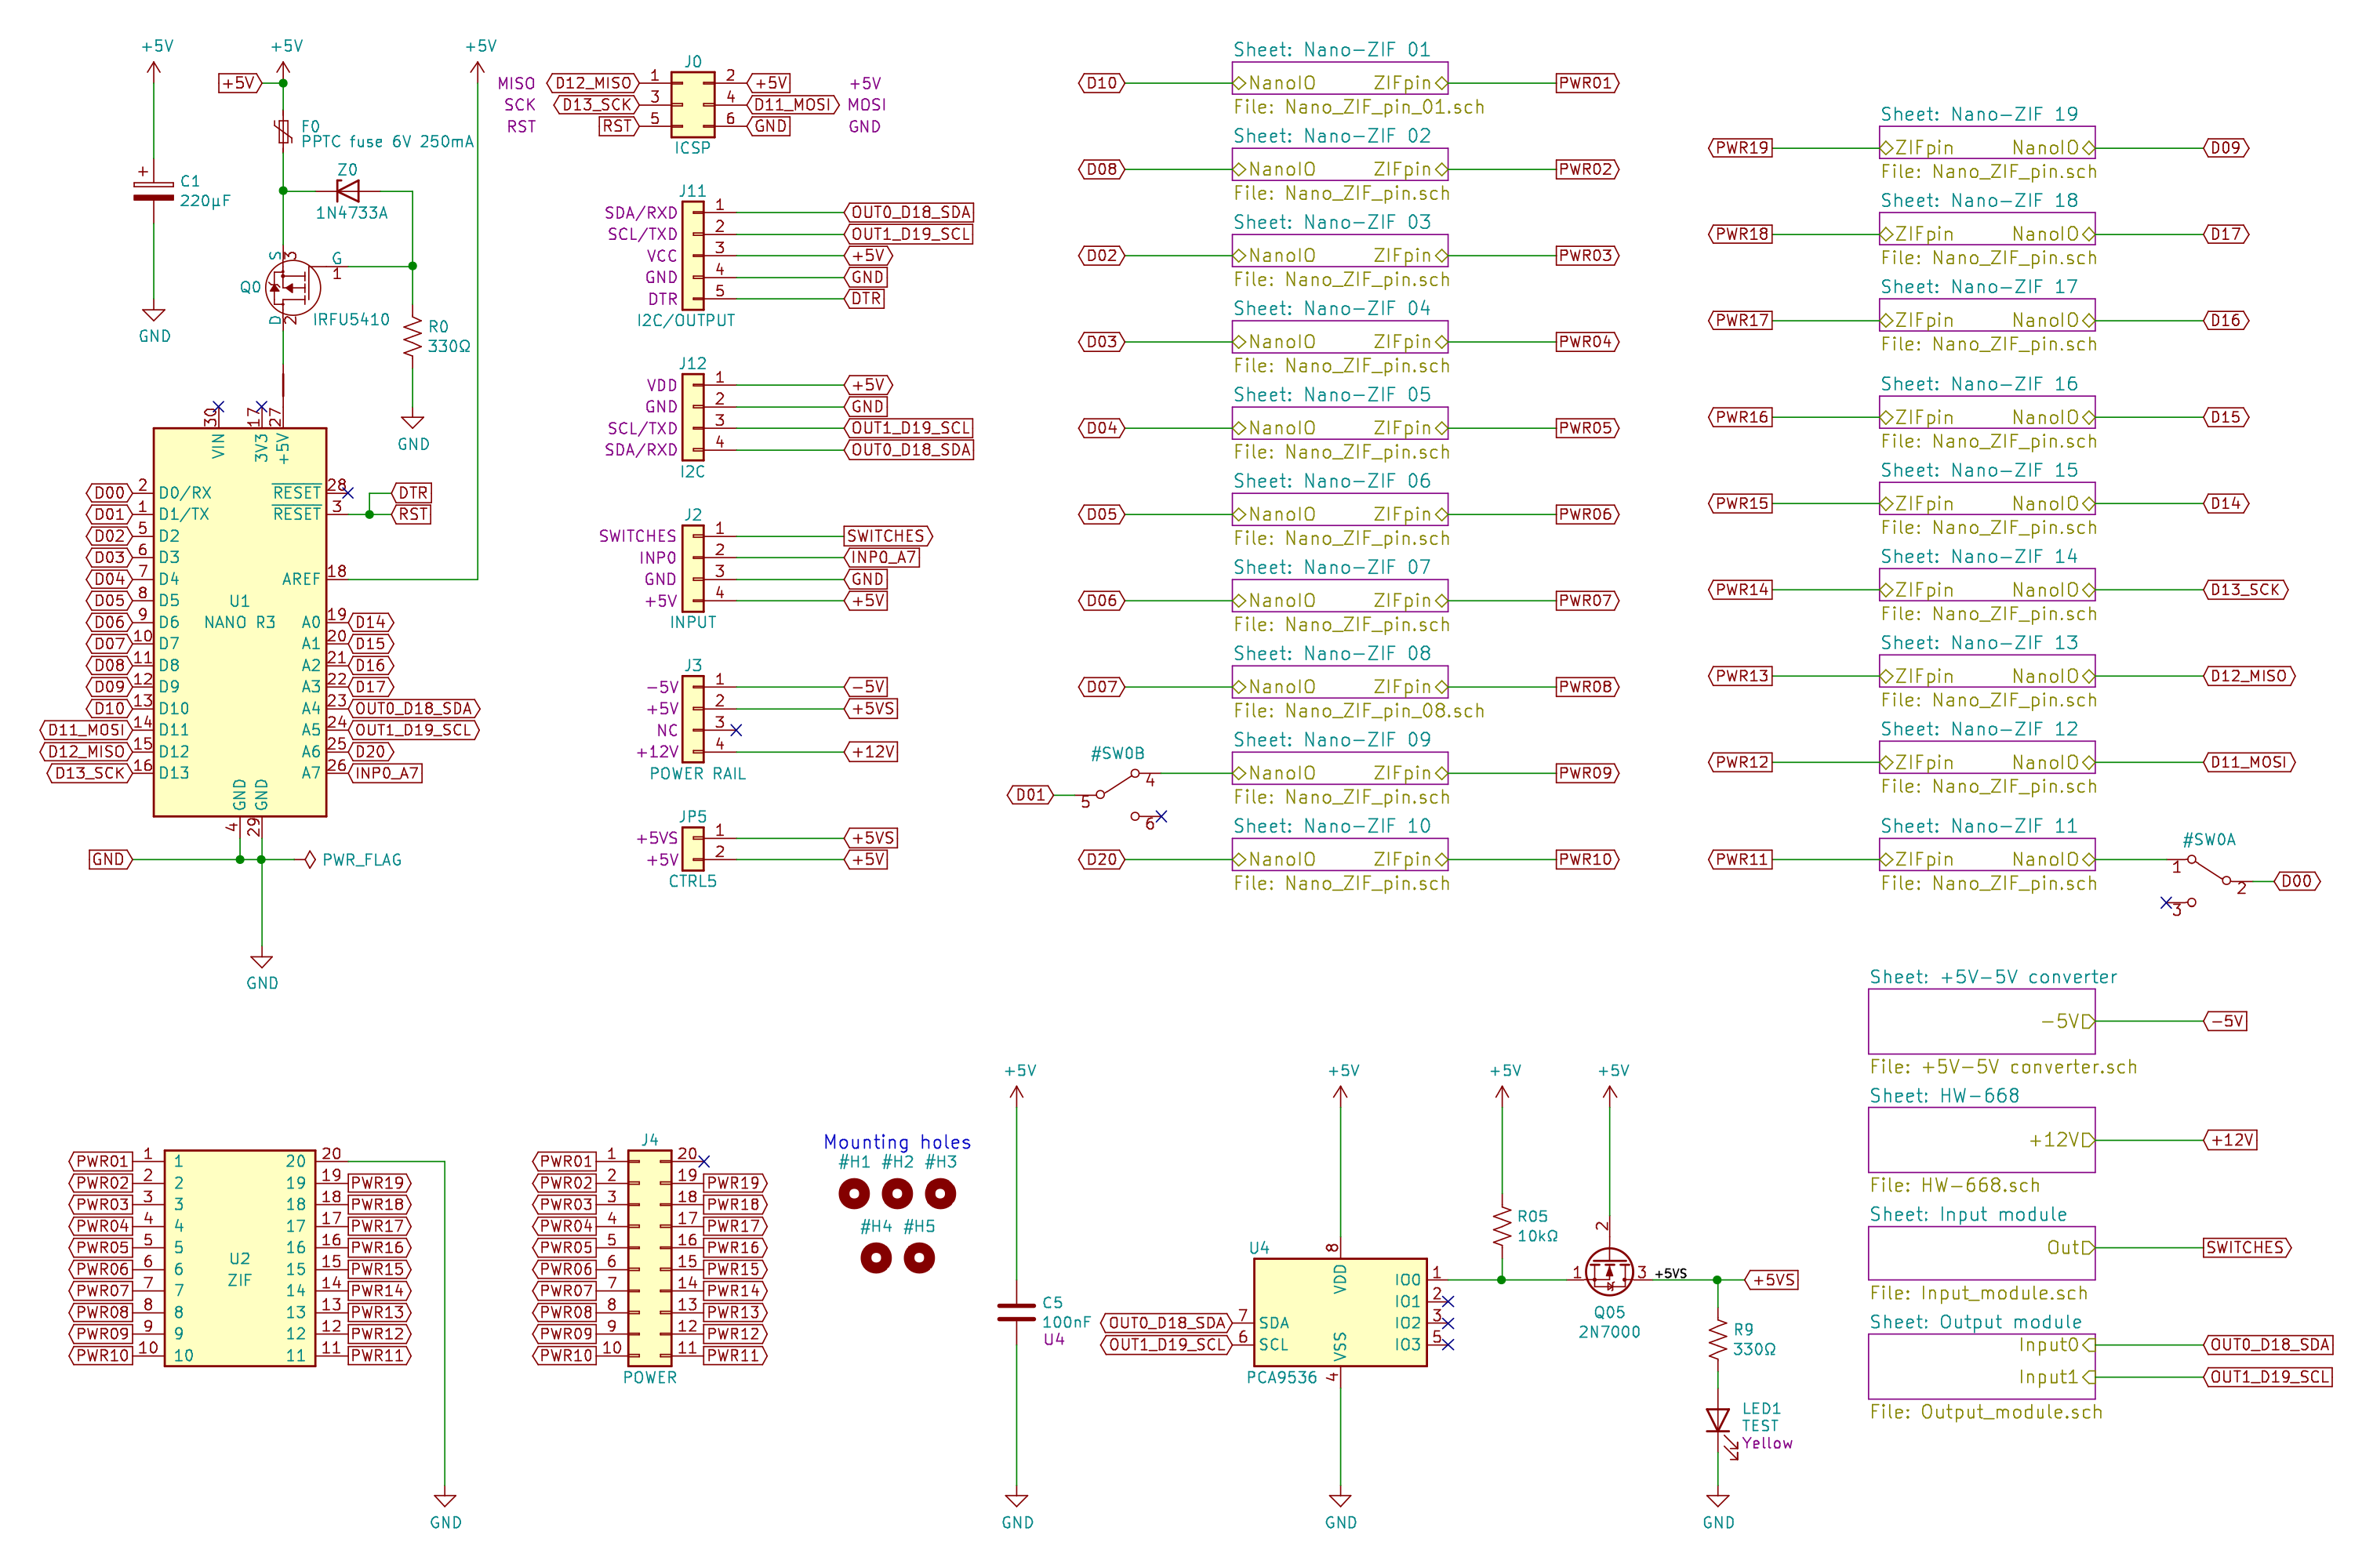 +5V
+5V
+5V
+5V
F0
PPTC fuse 6V 250mA
Z0
1N4733A
C1
220µF
GND
S
3
G
1
Q0
D
2
IRFU5410
R0
330Ω
GND
30
17
27
VIN
3V3
+5V
D00 2 D0/RX
D01 1 D1/TX
D02 5 D2
D03 6 D3
D04 7 D4
D05 8 D5
D06 9 D6
D07 10 D7
D08 11 D8
D09 12 D9
D10 13 D10
D11_MOSI 14 D11
D12_MISO 15 D12
D13_SCK 16 D13
U1
NANO R3
RESET 28
RESET 3
DTR
RST
AREF 18
A0 19 D14
A1 20 D15
A2 21 D16
A3 22 D17
A4 23 OUT0_D18_SDA
A5 24 OUT1_D19_SCL
A6 25 D20
A7 26 INP0_A7
GND
GND
4
29
GND
PWR_FLAG
GND
J0
MISO D12_MISO 1 2 +5V +5V
SCK D13_SCK 3 4 D11_MOSI MOSI
RST RST 5 6 GND GND
ICSP
J11
SDA/RXD 1 OUT0_D18_SDA
SCL/TXD 2 OUT1_D19_SCL
VCC 3 +5V
GND 4 GND
DTR 5 DTR
I2C/OUTPUT
J12
VDD 1 +5V
GND 2 GND
SCL/TXD 3 OUT1_D19_SCL
SDA/RXD 4 OUT0_D18_SDA
I2C
J2
SWITCHES 1 SWITCHES
INP0 2 INP0_A7
GND 3 GND
+5V 4 +5V
INPUT
J3
-5V 1 -5V
+5V 2 +5VS
NC 3
+12V 4 +12V
POWER RAIL
JP5
+5VS 1 +5VS
+5V 2 +5V
CTRL5
Sheet: Nano-ZIF 01
D10 NanoIO ZIFpin PWR01
File: Nano_ZIF_pin_01.sch
Sheet: Nano-ZIF 02
D08 NanoIO ZIFpin PWR02
File: Nano_ZIF_pin.sch
Sheet: Nano-ZIF 03
D02 NanoIO ZIFpin PWR03
File: Nano_ZIF_pin.sch
Sheet: Nano-ZIF 04
D03 NanoIO ZIFpin PWR04
File: Nano_ZIF_pin.sch
Sheet: Nano-ZIF 05
D04 NanoIO ZIFpin PWR05
File: Nano_ZIF_pin.sch
Sheet: Nano-ZIF 06
D05 NanoIO ZIFpin PWR06
File: Nano_ZIF_pin.sch
Sheet: Nano-ZIF 07
D06 NanoIO ZIFpin PWR07
File: Nano_ZIF_pin.sch
Sheet: Nano-ZIF 08
D07 NanoIO ZIFpin PWR08
File: Nano_ZIF_pin_08.sch
Sheet: Nano-ZIF 09
#SW0B
D01 5 4 6
NanoIO ZIFpin PWR09
File: Nano_ZIF_pin.sch
Sheet: Nano-ZIF 10
D20 NanoIO ZIFpin PWR10
File: Nano_ZIF_pin.sch
Sheet: Nano-ZIF 19
PWR19 ZIFpin NanoIO D09
File: Nano_ZIF_pin.sch
Sheet: Nano-ZIF 18
PWR18 ZIFpin NanoIO D17
File: Nano_ZIF_pin.sch
Sheet: Nano-ZIF 17
PWR17 ZIFpin NanoIO D16
File: Nano_ZIF_pin.sch
Sheet: Nano-ZIF 16
PWR16 ZIFpin NanoIO D15
File: Nano_ZIF_pin.sch
Sheet: Nano-ZIF 15
PWR15 ZIFpin NanoIO D14
File: Nano_ZIF_pin.sch
Sheet: Nano-ZIF 14
PWR14 ZIFpin NanoIO D13_SCK
File: Nano_ZIF_pin.sch
Sheet: Nano-ZIF 13
PWR13 ZIFpin NanoIO D12_MISO
File: Nano_ZIF_pin.sch
Sheet: Nano-ZIF 12
PWR12 ZIFpin NanoIO D11_MOSI
File: Nano_ZIF_pin.sch
Sheet: Nano-ZIF 11
PWR11 ZIFpin NanoIO
File: Nano_ZIF_pin.sch
#SW0A
1 2 3 D00
Sheet: +5V-5V converter
-5V -5V
File: +5V-5V converter.sch
Sheet: HW-668
+12V +12V
File: HW-668.sch
Sheet: Input module
Out SWITCHES
File: Input_module.sch
Sheet: Output module
Input0 OUT0_D18_SDA
Input1 OUT1_D19_SCL
File: Output_module.sch
PWR01 1 1 20 20
PWR02 2 2 19 19 PWR19
PWR03 3 3 18 18 PWR18
PWR04 4 4 17 17 PWR17
PWR05 5 5 16 16 PWR16
PWR06 6 6 15 15 PWR15
PWR07 7 7 14 14 PWR14
PWR08 8 8 13 13 PWR13
PWR09 9 9 12 12 PWR12
PWR10 10 10 11 11 PWR11
U2
ZIF
GND
J4
PWR01 1 20
PWR02 2 19 PWR19
PWR03 3 18 PWR18
PWR04 4 17 PWR17
PWR05 5 16 PWR16
PWR06 6 15 PWR15
PWR07 7 14 PWR14
PWR08 8 13 PWR13
PWR09 9 12 PWR12
PWR10 10 11 PWR11
POWER
Mounting holes
#H1 #H2 #H3
#H4 #H5
+5V
C5
100nF
U4
GND
+5V
U4
8
VDD
OUT0_D18_SDA 7 SDA
OUT1_D19_SCL 6 SCL
IO0 1
IO1 2
IO2 3
IO3 5
VSS
4
PCA9536
GND
+5V
R05
10kΩ
+5V
2
1
3
+5VS
Q05
2N7000
+5VS
R9
330Ω
LED1
TEST
Yellow
GND